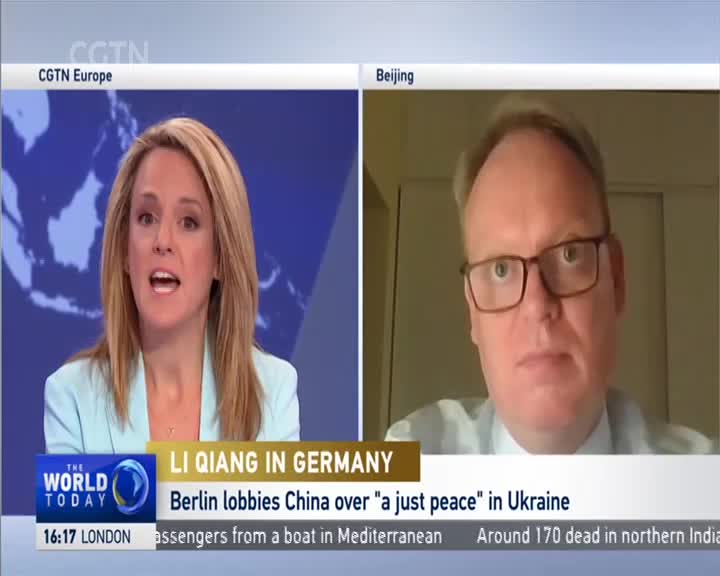 CGTN
CGTN Europe
Beijing
LI QIANG IN GERMANY
Berlin lobbies China over "a just peace" in Ukraine
THE
WORLD
TODAY
16:17 LONDON
assengers from a boat in Mediterranean Around 170 dead in northern India